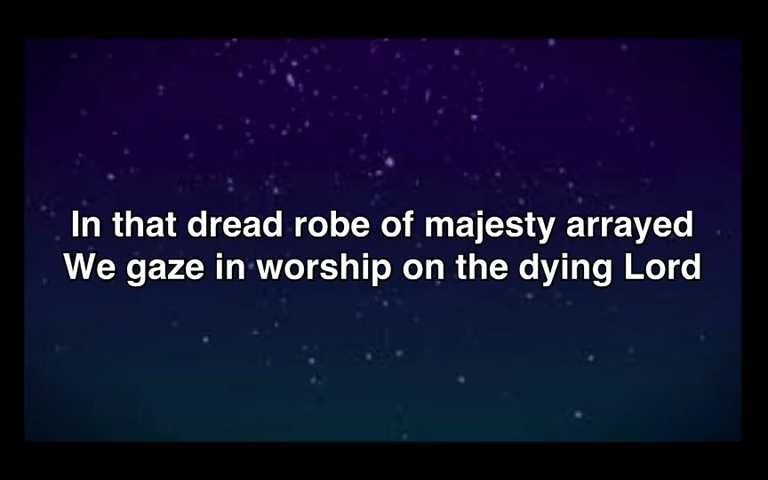 In that dread robe of majesty arrayed
We gaze in worship on the dying Lord